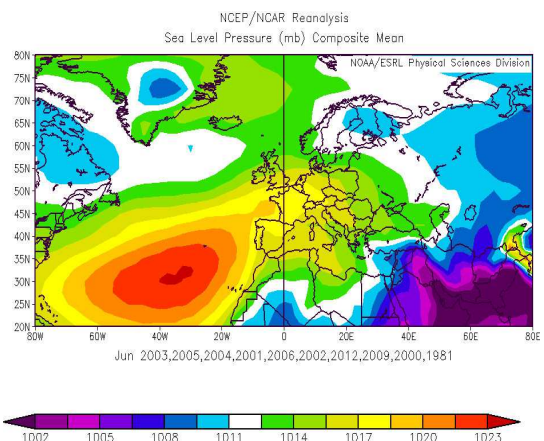 NCEP/NCAR Reanalysis
Sea Level Pressure (mb) Composite Mean
NOAA/ESRL Physical Sciences Division
80N
75N
70N
65N
60N
55N
50N
45N
40N
35N
30N
25N
20N
80W 60W 40W 20W 0 20E 40E 60E 80E
Jun 2003,2005,2004,2001,2006,2002,2012,2009,2000,1981
1002 1005 1008 1011 1014 1017 1020 1023